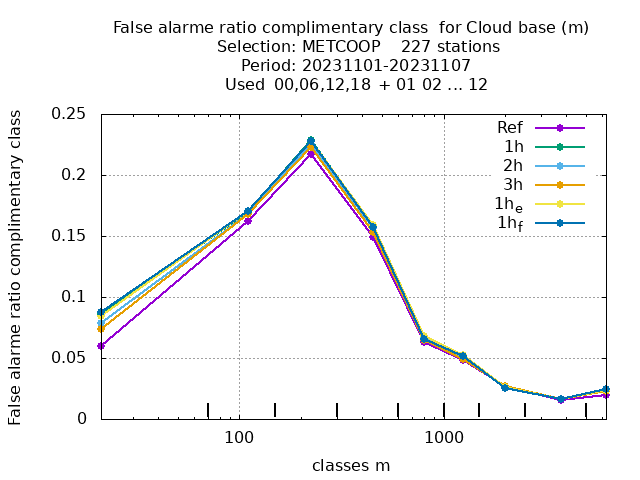 False alarme ratio complimentary class  for Cloud base (m)
Selection: METCOOP    227 stations
Period: 20231101-20231107
Used  00,06,12,18 + 01 02 ... 12
False alarme ratio complimentary class
0.25
0.2
0.15
0.1
0.05
0
100
1000
classes m
Ref
1h
2h
3h
1he
1hf